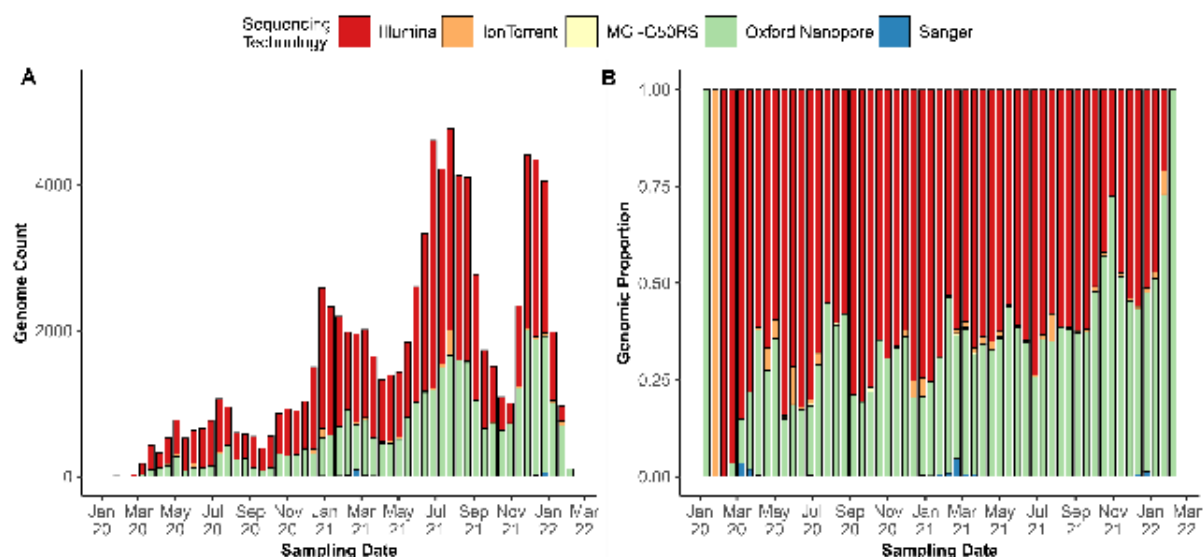 Sequencing
Technology
Illumina
IonTorrent
Oxford Nanopore
Sanger
A
B
Genome Count
4000
2000
0
Jan
20
Mar
20
May
20
Jul
20
Sep
20
Nov
20
Jan
21
Mar
21
May
21
Jul
21
Sep
21
Nov
21
Jan
22
Mar
22
Sampling Date
Genomic Proportion
1.00
0.75
0.50
0.25
0.00
Jan
20
Mar
20
May
20
Jul
20
Sep
20
Nov
20
Jan
21
Mar
21
May
21
Jul
21
Sep
Nov
21
Jan
22
Mar
22
Sampling Date